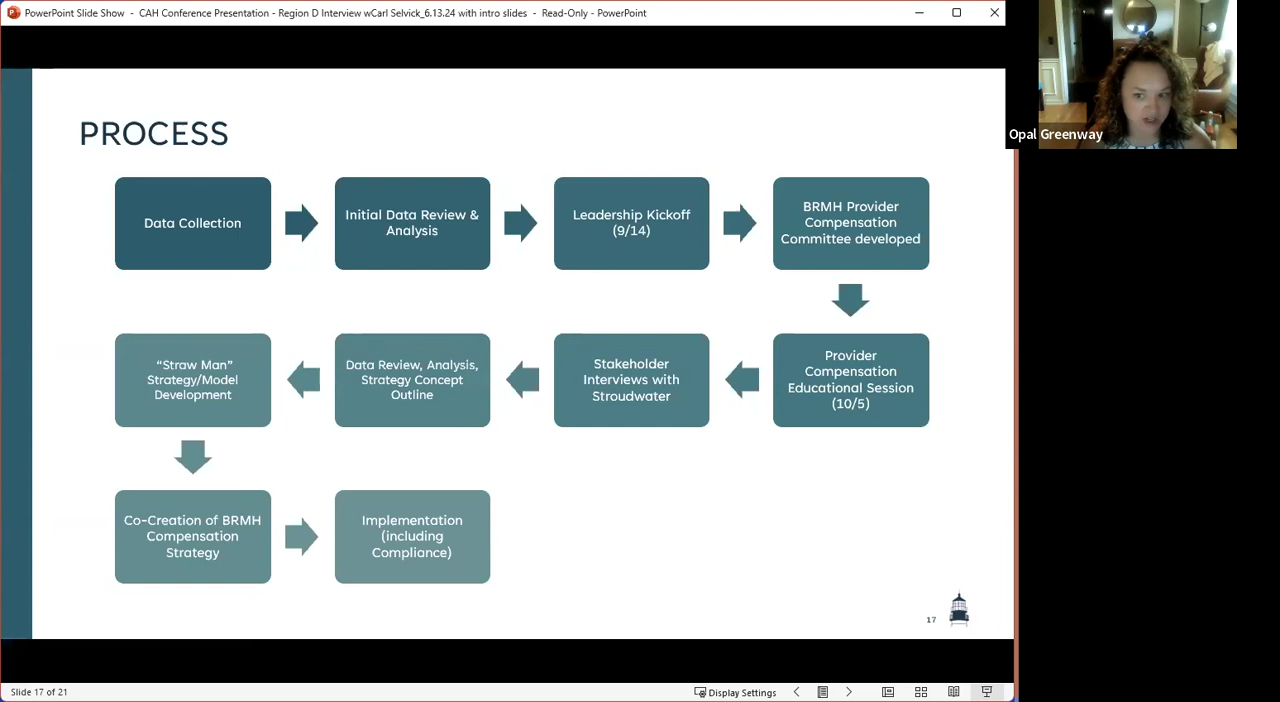 PowerPoint Slide Show - CAH Conference Presentation - Region D Interview wCarl Selvick_6.13.24 with intro slides - Read-Only - PowerPoint
Opal Greenway
PROCESS
Data Collection
Initial Data Review &
Analysis
Leadership Kickoff
(9/14)
BRMH Provider
Compensation
Committee developed
Provider
Compensation
Educational Session
(10/5)
Stakeholder
Interviews with
Stroudwater
Data Review, Analysis,
Strategy Concept
Outline
“Straw Man”
Strategy/Model
Development
Co-Creation of BRMH
Compensation
Strategy
Implementation
(including
Compliance)
17
Slide 17 of 21
Display Settings